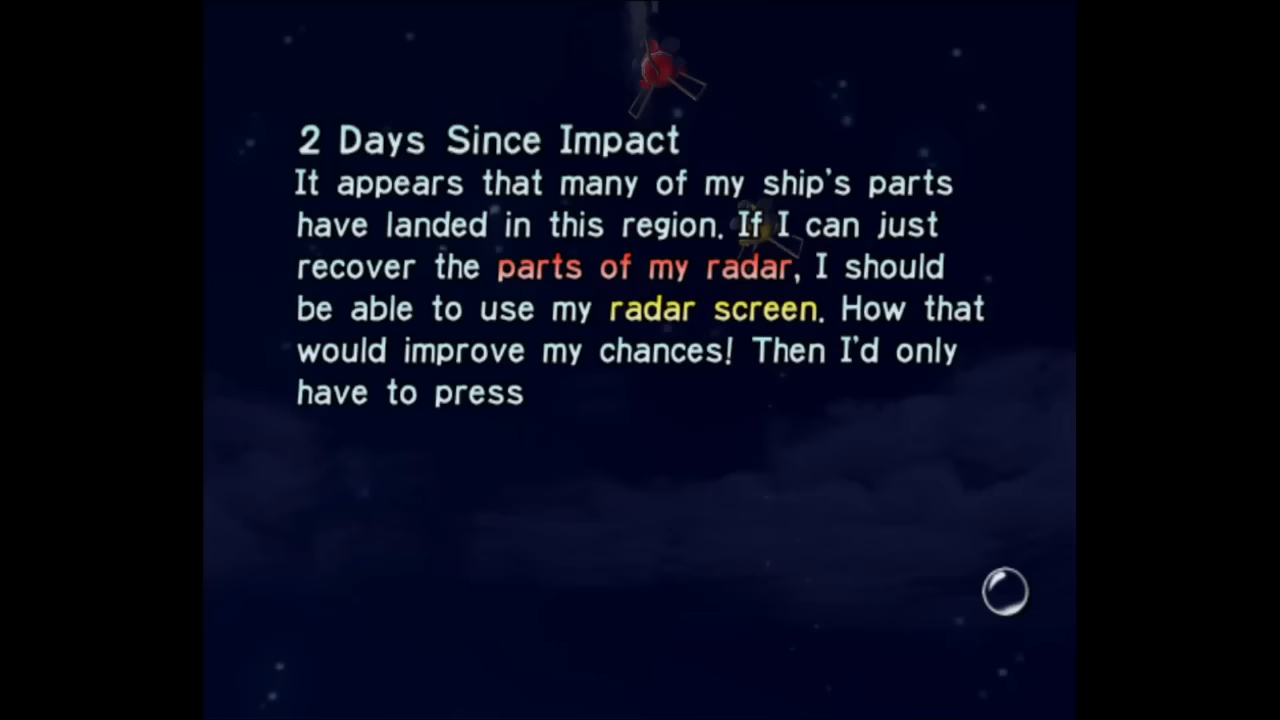 2 Days Since Impact
It appears that many of my ship's parts
have landed in this region. If I can just
recover the parts of my radar, I should
be able to use my radar screen. How that
would improve my chances! Then I'd only
have to press